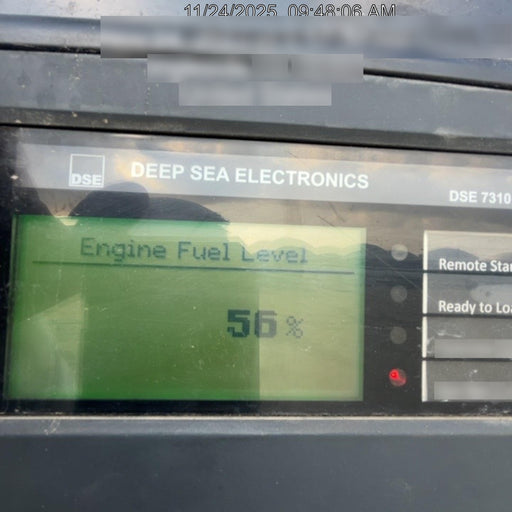 11/24/2025 09:48:06 AM
DSE
DEEP SEA ELECTRONICS
DSE 7310
Engine Fuel Level
56 %
Remote Star
Ready to Loa